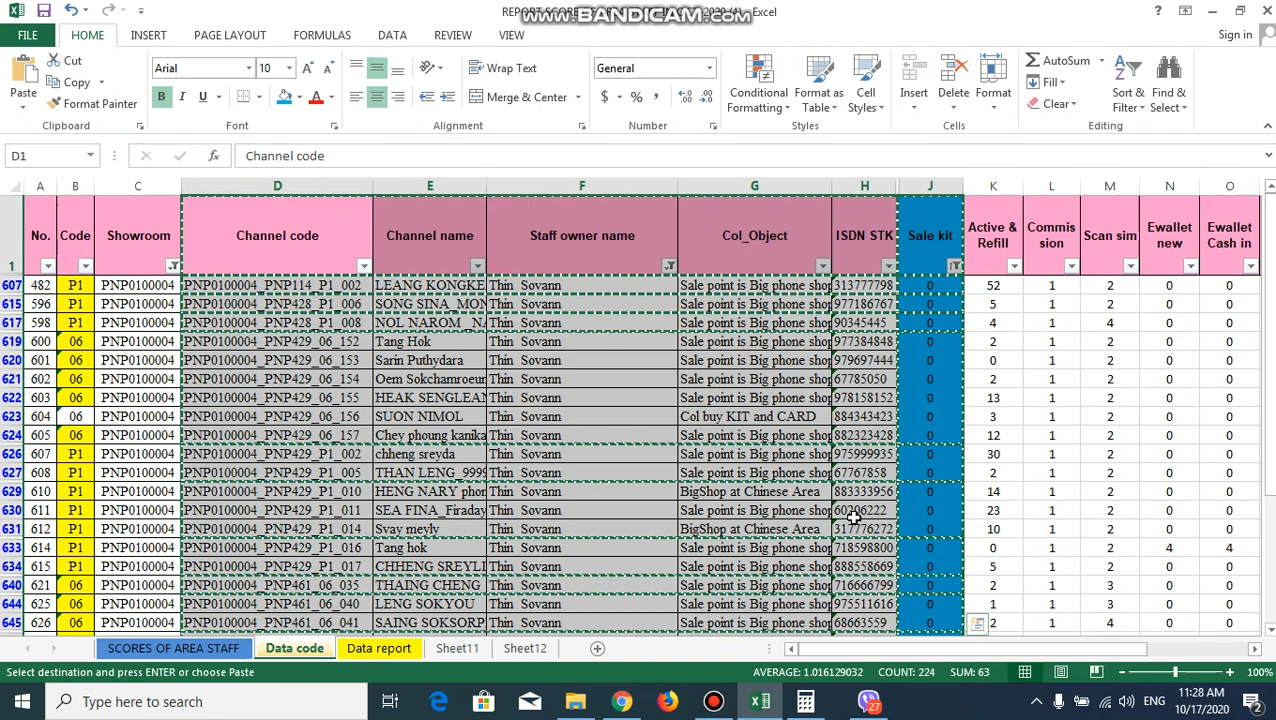 REPORT SCORE
www.BANDICAM.com
- Excel
Sign in
FILE HOME INSERT PAGE LAYOUT FORMULAS DATA REVIEW VIEW
Paste Cut Copy Format Painter
Arial 10 B I U
Wrap Text
Merge & Center
General
$ % ,
Conditional Formatting Format as Table Cell Styles
Insert Delete Format
AutoSum Fill Clear
Sort & Filter Find & Select
Clipboard Font Alignment Number Styles Cells Editing
D1 fx Channel code
A B C D E F G H J K L M N O
1 No. Code Showroom Channel code Channel name Staff owner name Col_Object ISDN STK Sale kit Active & Refill Commis sion Scan sim Ewallet new Ewallet Cash in
607 482 P1 PNP0100004 PNP0100004_PNP114_P1_002 LEANG KONGKE Thin Sovann Sale point is Big phone shop 313777798 0 52 1 2 0 0
615 596 P1 PNP0100004 PNP0100004_PNP428_P1_006 SONG SINA_MO Thin Sovann Sale point is Big phone shop 977186767 0 5 1 2 0 0
617 598 P1 PNP0100004 PNP0100004_PNP428_P1_008 NOL NAROM_NA Thin Sovann Sale point is Big phone shop 90345445 0 4 1 4 0 0
619 600 06 PNP0100004 PNP0100004_PNP429_06_152 Tang Hok Thin Sovann Sale point is Big phone shop 977384848 0 2 1 2 0 0
620 601 06 PNP0100004 PNP0100004_PNP429_06_153 Sarin Puthydara Thin Sovann Sale point is Big phone shop 979697444 0 0 1 2 0 0
621 602 06 PNP0100004 PNP0100004_PNP429_06_154 Oem Sokchamroeun Thin Sovann Sale point is Big phone shop 67785050 0 2 1 2 0 0
622 603 06 PNP0100004 PNP0100004_PNP429_06_155 HEAK SENGLEAN Thin Sovann Sale point is Big phone shop 978158152 0 13 1 2 0 0
623 604 06 PNP0100004 PNP0100004_PNP429_06_156 SUON NIMOL Thin Sovann Col buy KIT and CARD 884343423 0 3 1 2 0 0
624 605 06 PNP0100004 PNP0100004_PNP429_06_157 Chey phoung kanika Thin Sovann Sale point is Big phone shop 882323428 0 12 1 2 0 0
626 607 P1 PNP0100004 PNP0100004_PNP429_P1_002 chheng sreyda Thin Sovann Sale point is Big phone shop 975999935 0 30 1 2 0 0
627 608 P1 PNP0100004 PNP0100004_PNP429_P1_005 THAN LENG_9999 Thin Sovann Sale point is Big phone shop 67767858 0 2 1 2 0 0
629 610 P1 PNP0100004 PNP0100004_PNP429_P1_010 HENG NARY phon Thin Sovann BigShop at Chinese Area 883333956 0 14 1 2 0 0
630 611 P1 PNP0100004 PNP0100004_PNP429_P1_011 SEA FINA_Firaday Thin Sovann Sale point is Big phone shop 0 23 1 2 0 0
631 612 P1 PNP0100004 PNP0100004_PNP429_P1_014 Svay meyly Thin Sovann BigShop at Chinese Area 317776272 0 10 1 2 0 0
633 614 P1 PNP0100004 PNP0100004_PNP429_P1_016 Tang hok Thin Sovann Sale point is Big phone shop 718598800 0 0 1 2 4 4
634 615 P1 PNP0100004 PNP0100004_PNP429_P1_017 CHHENG SREYLI Thin Sovann Sale point is Big phone shop 888558669 0 5 1 2 0 0
640 621 06 PNP0100004 PNP0100004_PNP461_06_035 THAING CHENG Thin Sovann Sale point is Big phone shop 716666799 0 2 1 3 0 0
644 625 06 PNP0100004 PNP0100004_PNP461_06_040 LENG SOKYOU Thin Sovann Sale point is Big phone shop 975511616 0 1 1 3 0 0
645 626 06 PNP0100004 PNP0100004_PNP461_06_041 SAING SOKSORP Thin Sovann Sale point is Big phone shop 68663559 0 2 1 4 0 0
SCORES OF AREA STAFF Data code Data report Sheet11 Sheet12
Select destination and press ENTER or choose Paste AVERAGE: 1.016129032 COUNT: 224 SUM: 63 100%
Type here to search 27 ENG 11:28 AM
10/17/2020 2